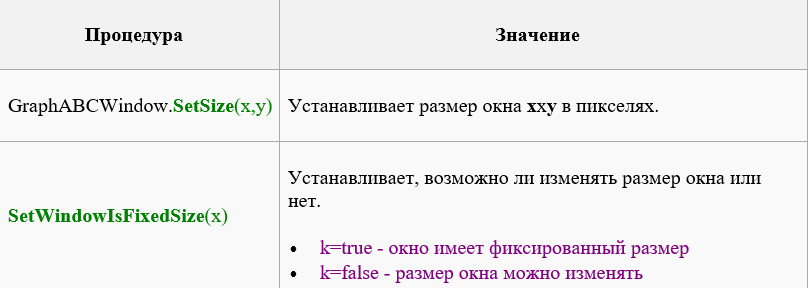 Процедура
Значение
GraphABCWindow.SetSize(x,y)
Устанавливает размер окна xxy в пикселях.
SetWindowIsFixedSize(x)
Устанавливает, возможно ли изменять размер окна или
нет.
• k=true - окно имеет фиксированный размер
• k=false - размер окна можно изменять